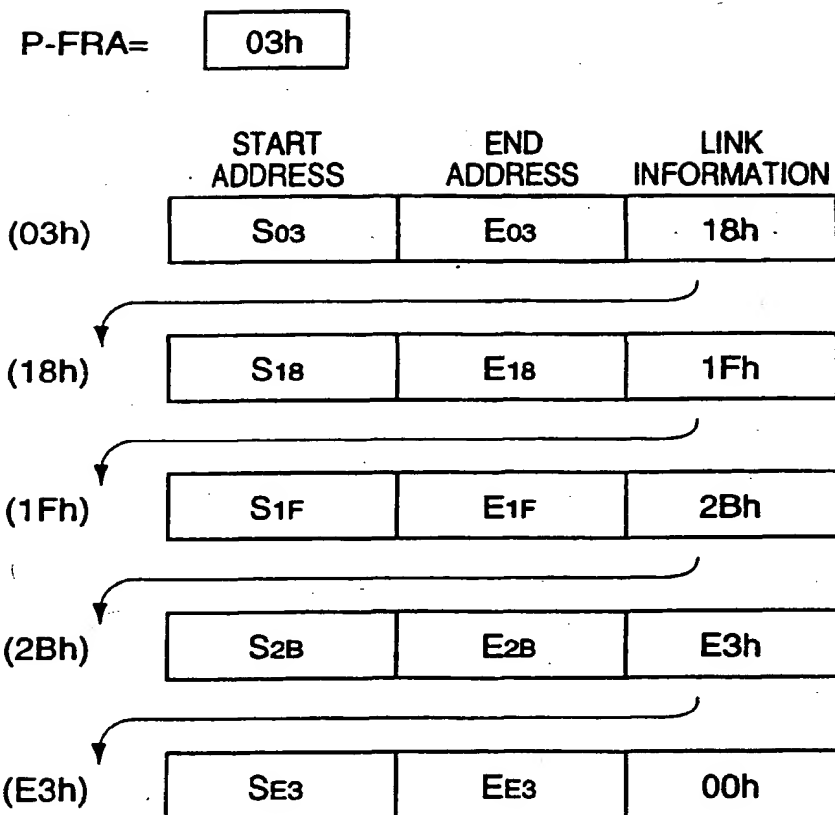 P-FRA= 03h
START ADDRESS END ADDRESS LINK INFORMATION
(03h) S03 E03 18h
(18h) S18 E18 1Fh
(1Fh) S1F E1F 2Bh
(2Bh) S2B E2B E3h
(E3h) SE3 EE3 00h